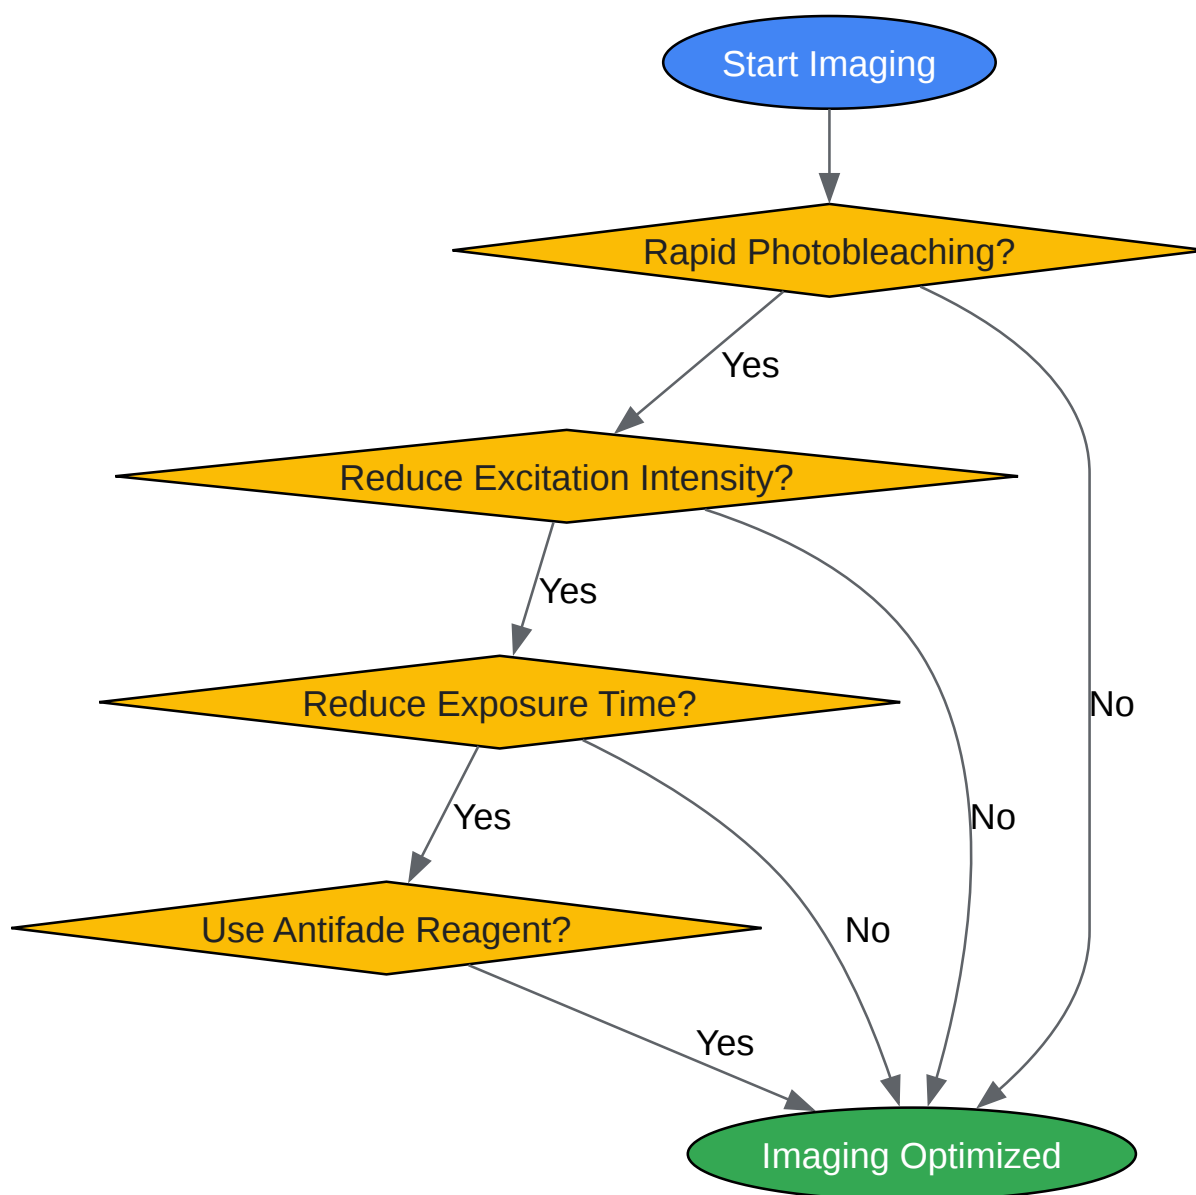 Start Imaging
Rapid Photobleaching?
Yes
Reduce Excitation Intensity?
Yes
Reduce Exposure Time?
No
Yes
No
Use Antifade Reagent?
No
Yes
Imaging Optimized